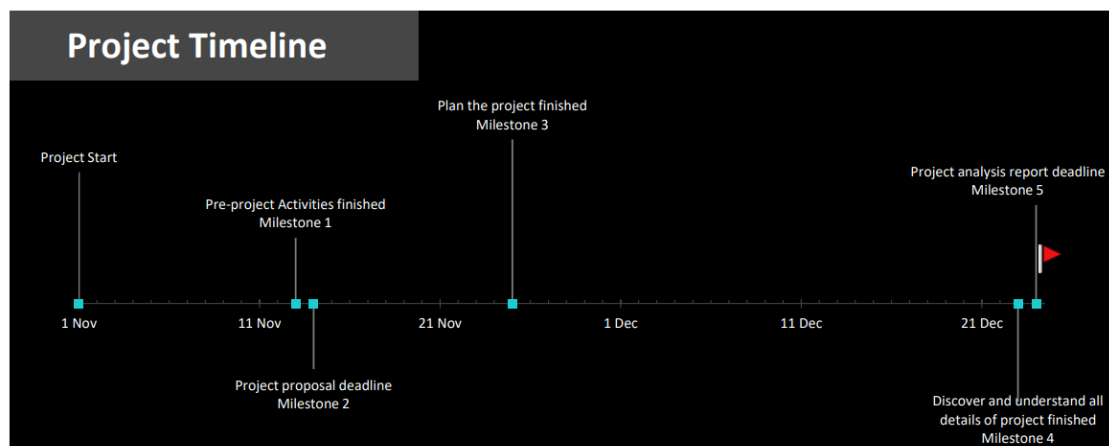 Project Timeline
Plan the project finished
Milestone 3
Project Start
Project analysis report deadline
Milestone 5
Pre-project Activities finished
Milestone 1
1 Nov
11 Nov
21 Nov
1 Dec
11 Dec
21 Dec
Project proposal deadline
Milestone 2
Discover and understand all
details of project finished
Milestone 4